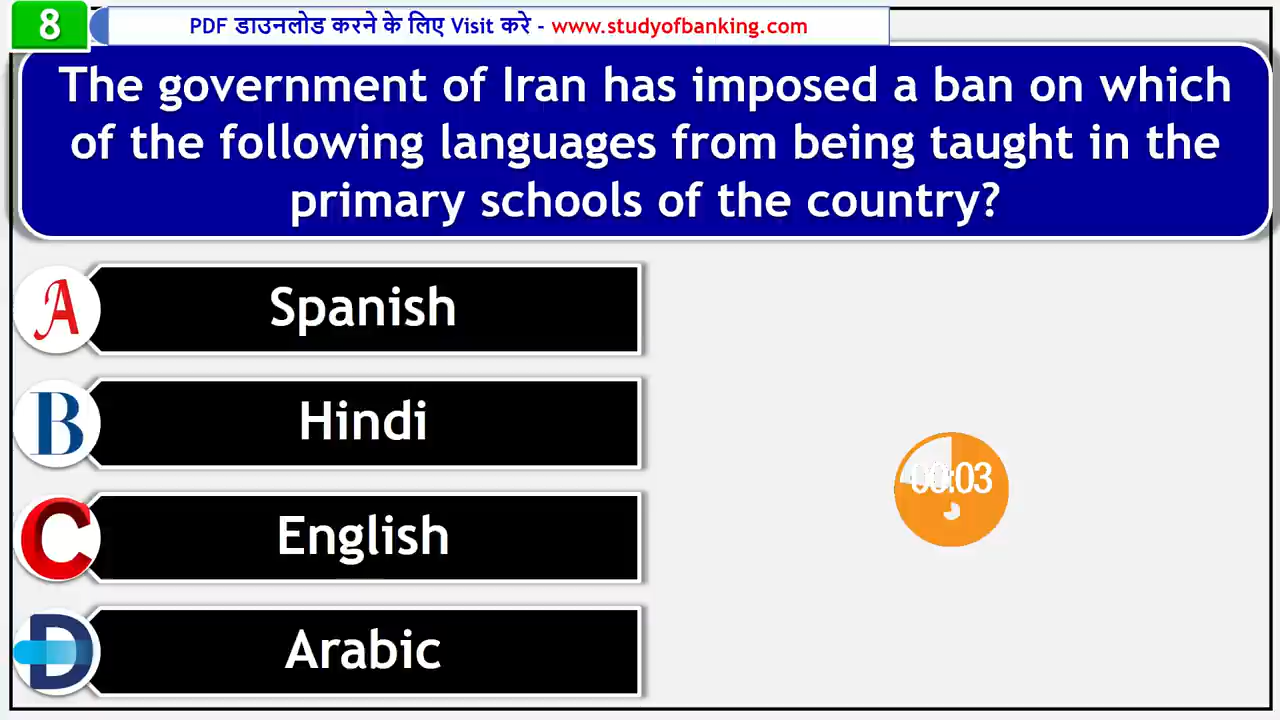 8
PDF डाउनलोड करने के लिए Visit करे - www.studyofbanking.com
The government of Iran has imposed a ban on which
of the following languages from being taught in the
primary schools of the country?
A Spanish
B Hindi
00:03
C English
D Arabic